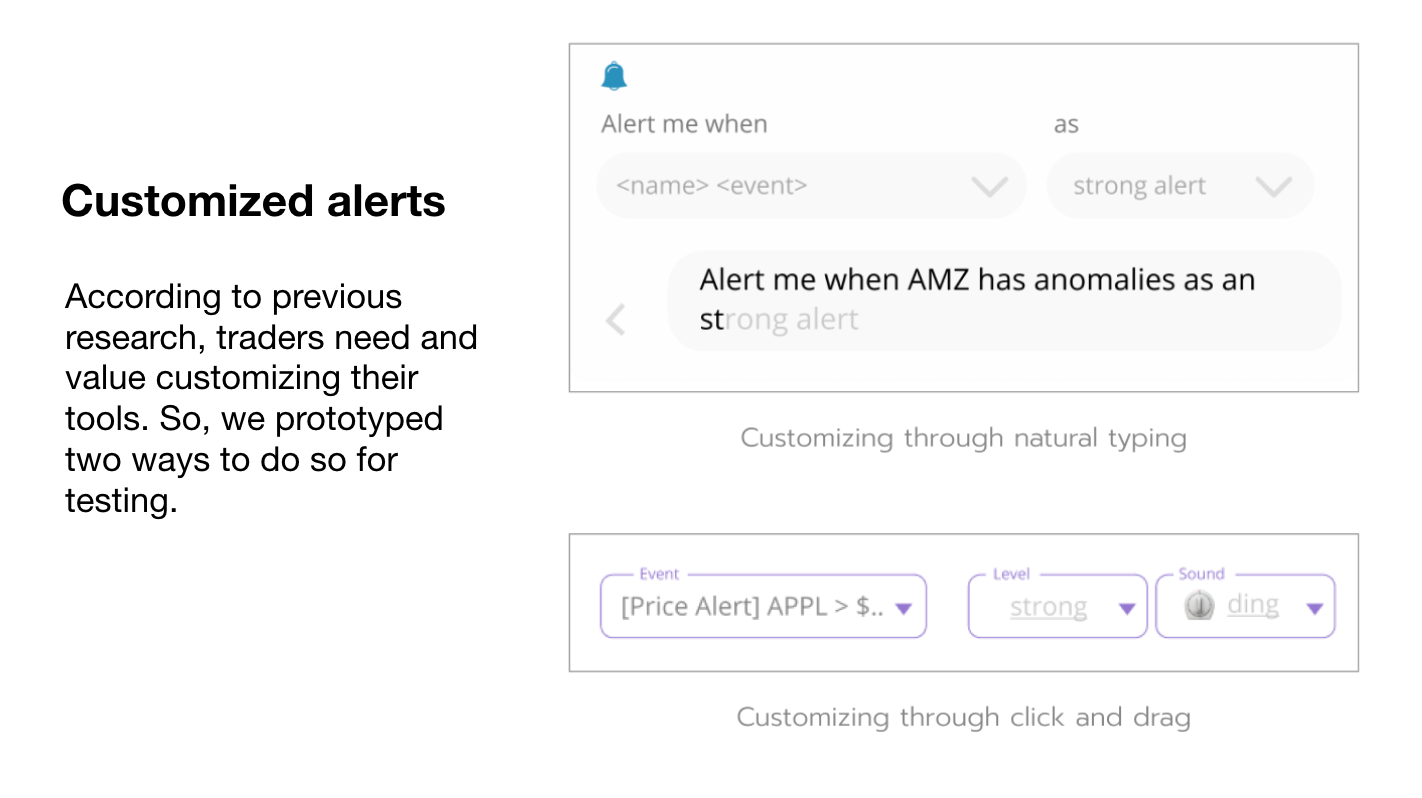 Customized alerts
According to previous
research, traders need and
value customizing their
tools. So, we prototyped
two ways to do so for
testing.
Alert me when
as
<name> <event>
strong alert
Alert me when AMZ has anomalies as an
strong alert
Customizing through natural typing
Event
Level
Sound
[Price Alert] APPL > $..
strong
ding
Customizing through click and drag